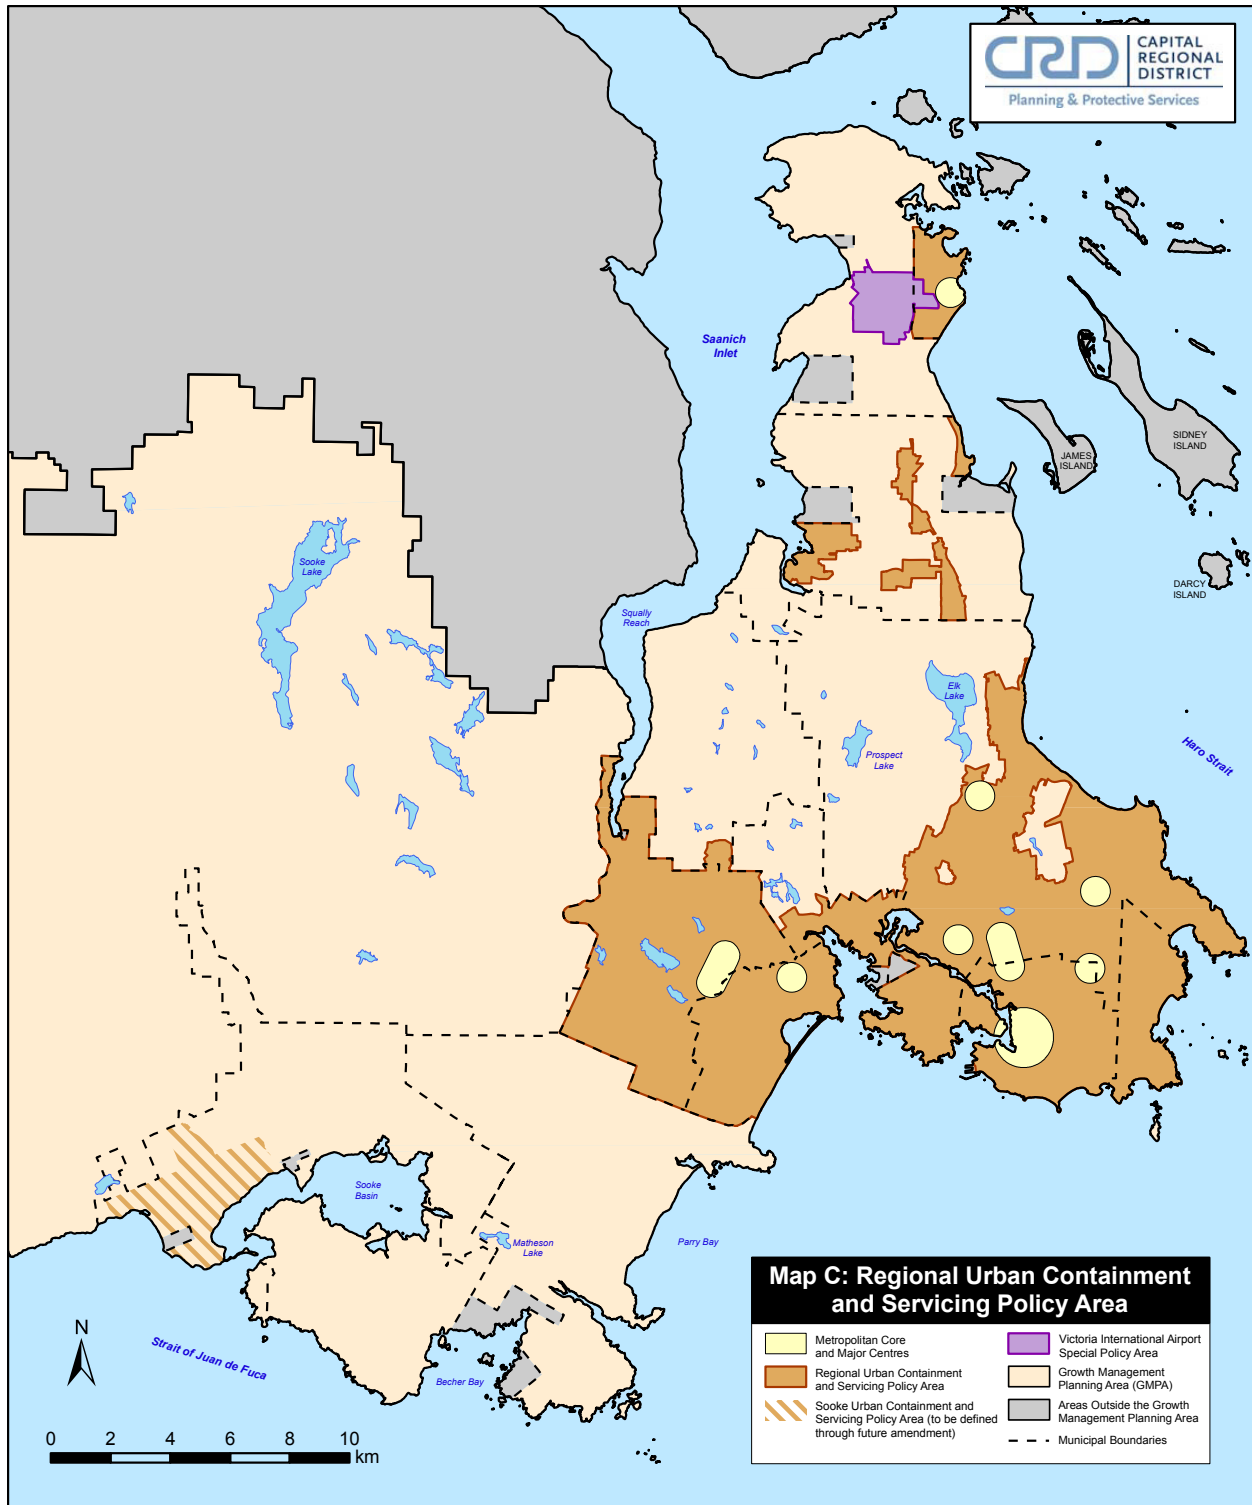 CRD
CAPITAL
REGIONAL
DISTRICT
Planning & Protective Services
Saanich
Inlet
SIDNEY
ISLAND
JAMES
ISLAND
DARCY
ISLAND
Sooke
Lake
Squally
Reach
Elk
Lake
Prospect
Lake
Haro Strait
Sooke
Basin
Matheson
Lake
Parry Bay
Becher Bay
Strait of Juan de Fuca
N
0 2 4 6 8 10
km
Map C: Regional Urban Containment
and Servicing Policy Area
Metropolitan Core
and Major Centres
Regional Urban Containment
and Servicing Policy Area
Sooke Urban Containment and
Servicing Policy Area (to be defined
through future amendment)
Victoria International Airport
Special Policy Area
Growth Management
Planning Area (GMPA)
Areas Outside the Growth
Management Planning Area
Municipal Boundaries